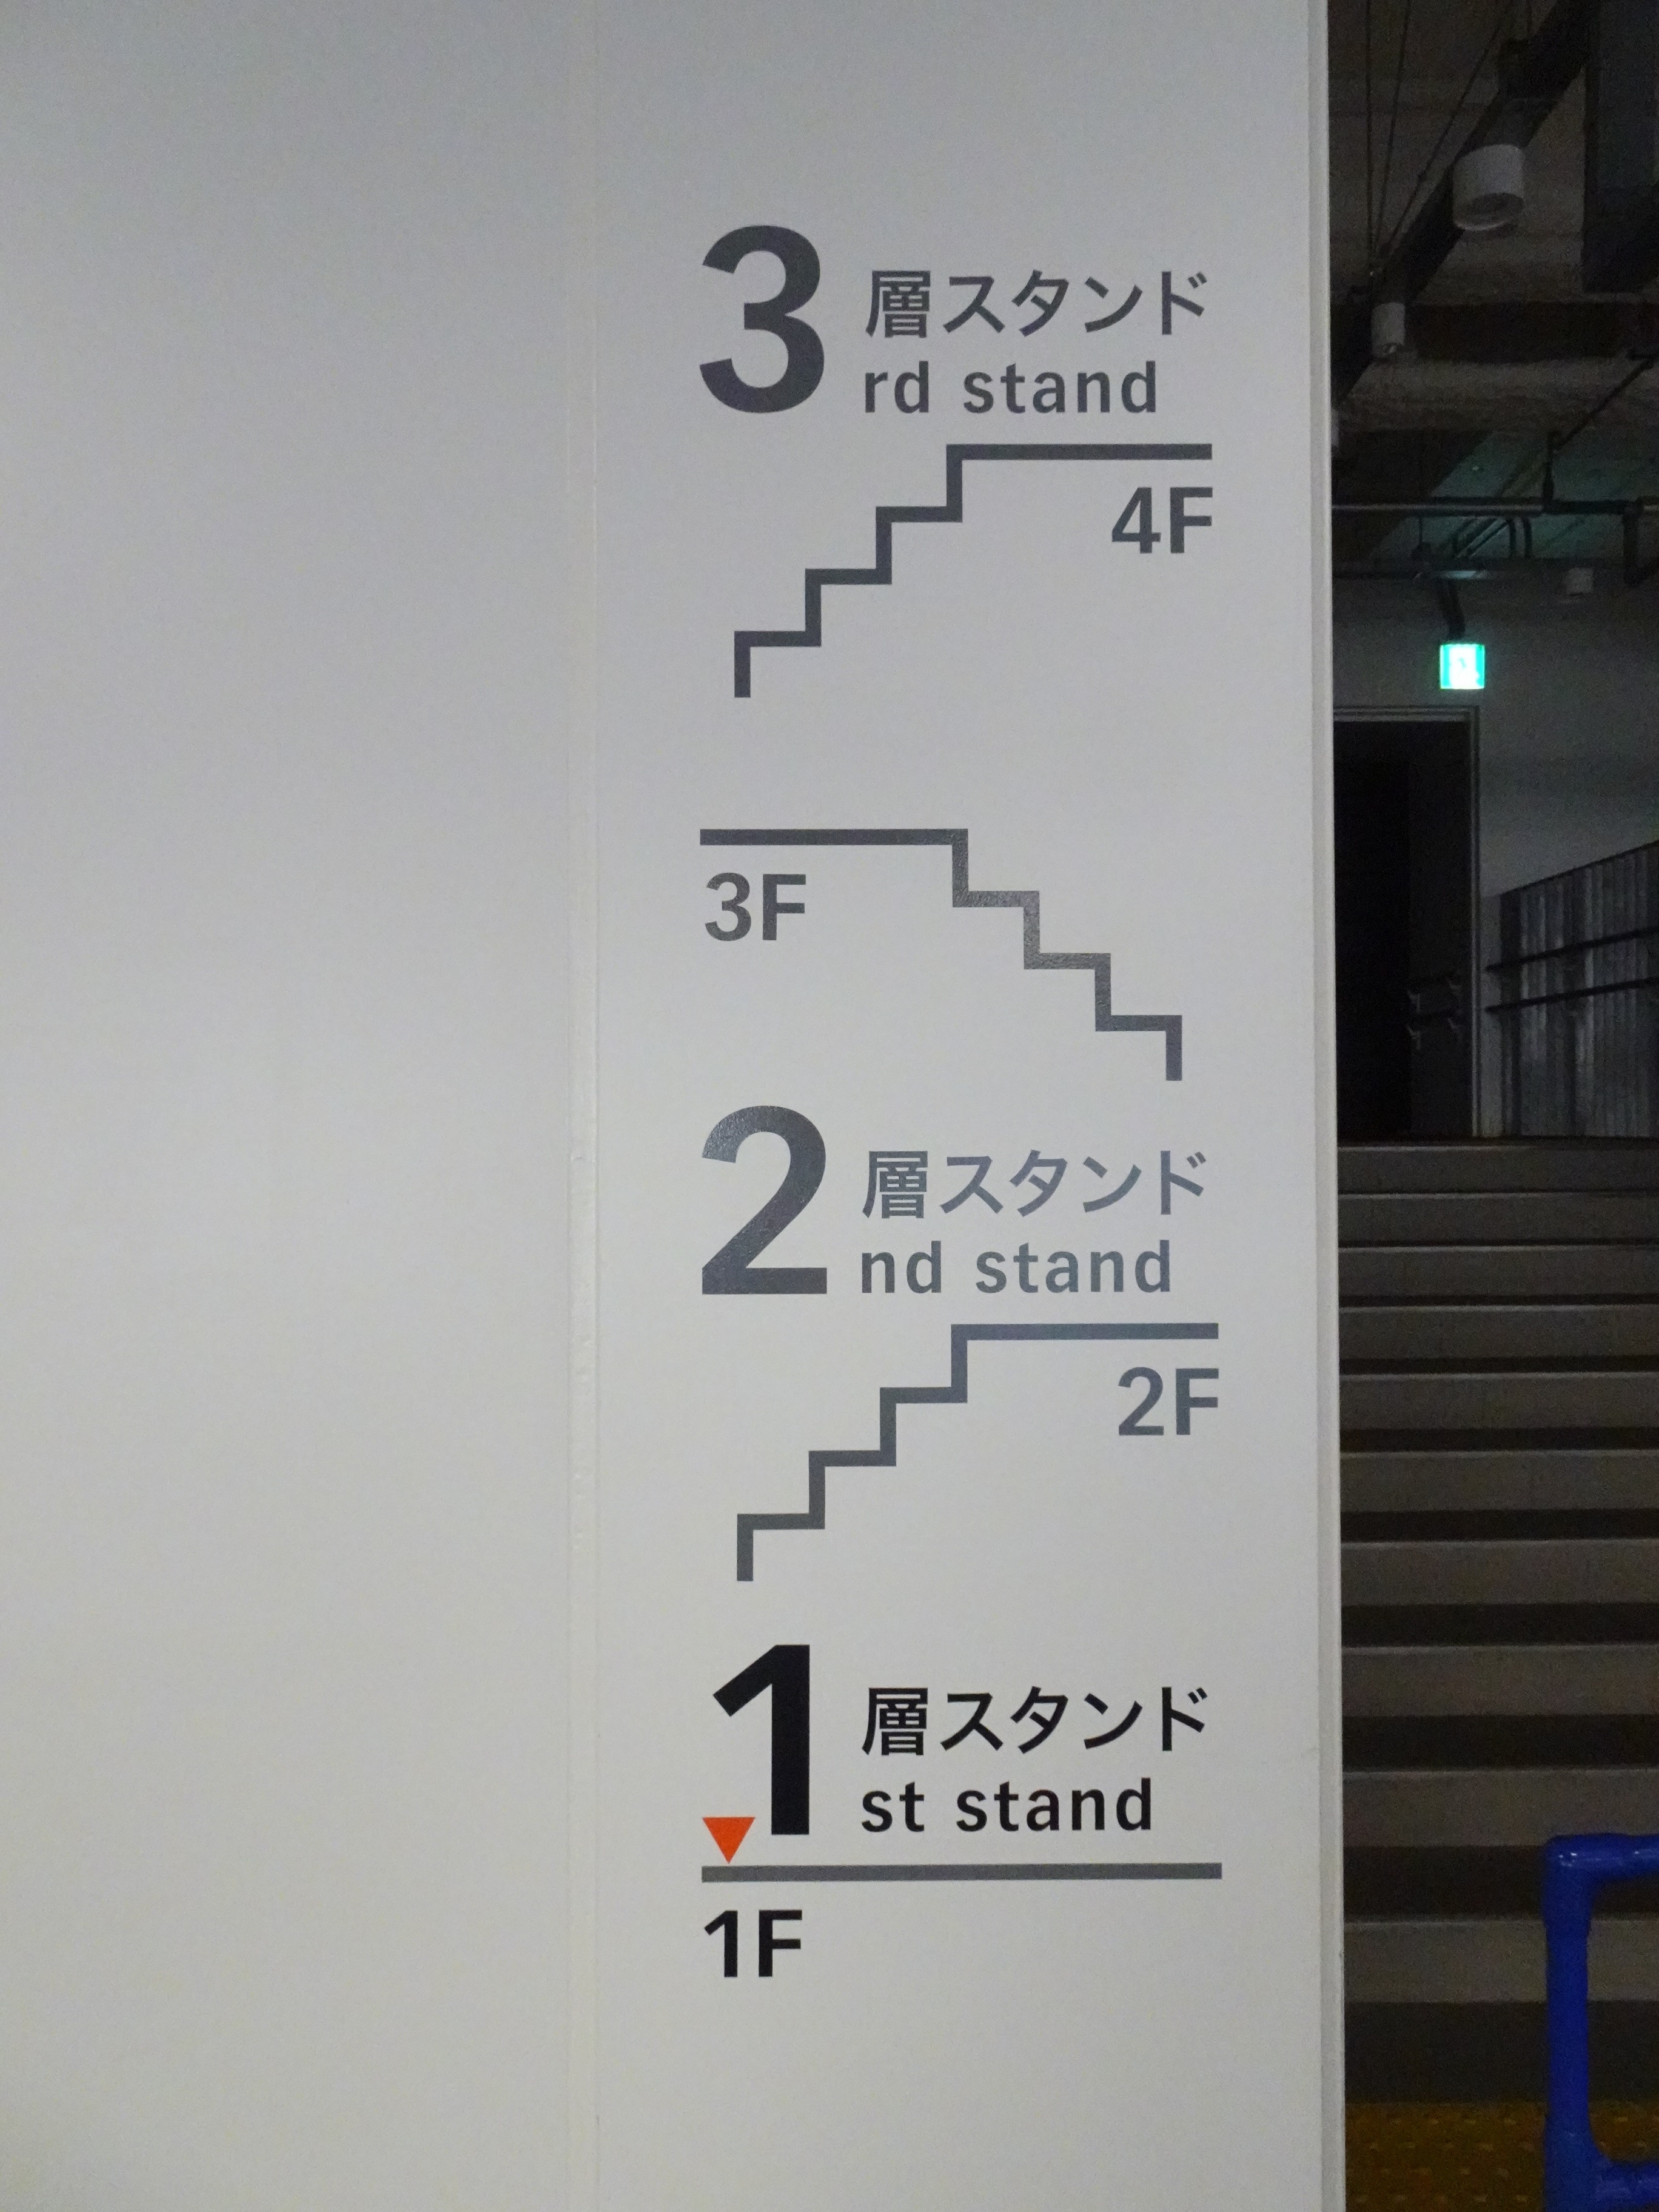 3 層スタンド
rd stand
4F
3F
2 層スタンド
nd stand
2F
1 層スタンド
st stand
1F